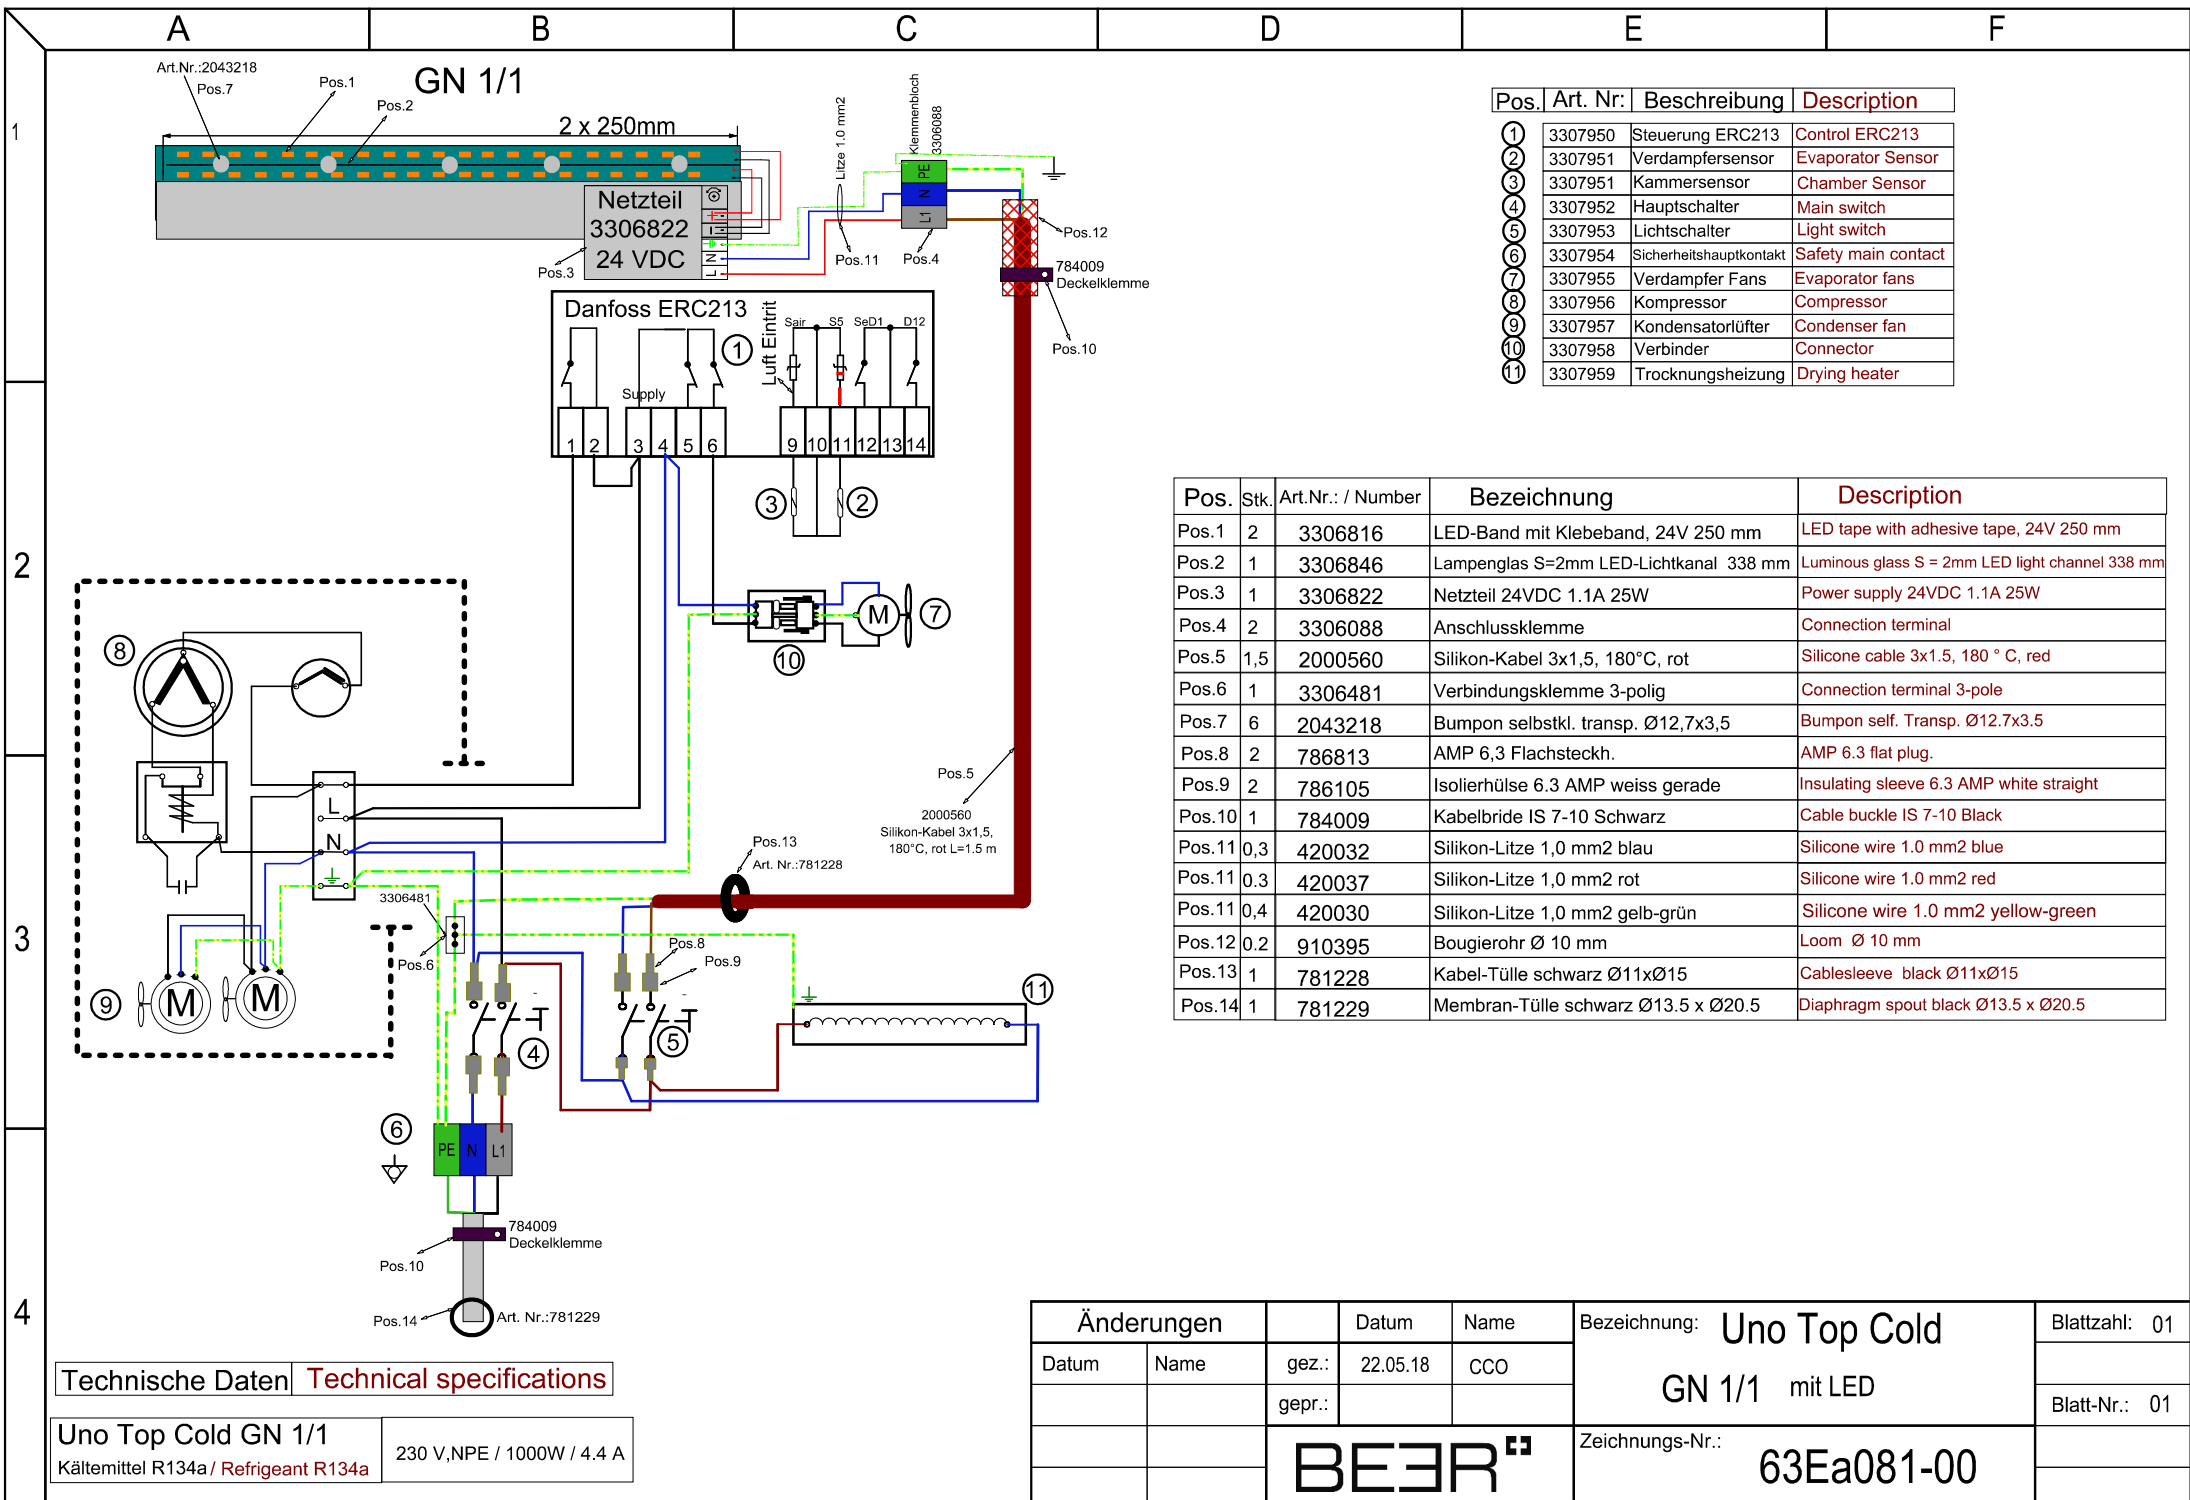 A B C D E F
1
2
3
4
Art.Nr.:2043218
Pos.7
Pos.1
Pos.2
GN 1/1
2 x 250mm
Netzteil
3306822
24 VDC
L N
Pos.3
Litze 1.0 mm2
Pos.11
Klemmenbloch
3306088
PE
N
L1
Pos.4
Pos.12
784009
Deckelklemme
Pos.10
Danfoss ERC213
1
Luft Eintrit
Sair S5 SeD1 D12
Supply
1 2 3 4 5 6 9 10 11 12 13 14
3 2
M 7
10
8
L
N
Pos.5
2000560
Silikon-Kabel 3x1,5,
180°C, rot L=1.5 m
Pos.13
Art. Nr.:781228
3306481
Pos.6
Pos.8
Pos.9
9 M M
4
5
11
6
PE N L1
784009
Deckelklemme
Pos.10
Pos.14
Art. Nr.:781229
Pos. Art. Nr: Beschreibung Description
1 3307950 Steuerung ERC213 Control ERC213
2 3307951 Verdampfersensor Evaporator Sensor
3 3307951 Kammersensor Chamber Sensor
4 3307952 Hauptschalter Main switch
5 3307953 Lichtschalter Light switch
6 3307954 Sicherheitshauptkontakt Safety main contact
7 3307955 Verdampfer Fans Evaporator fans
8 3307956 Kompressor Compressor
9 3307957 Kondensatorlüfter Condenser fan
10 3307958 Verbinder Connector
11 3307959 Trocknungsheizung Drying heater
Pos. Stk. Art.Nr.: / Number Bezeichnung Description
Pos.1 2 3306816 LED-Band mit Klebeband, 24V 250 mm LED tape with adhesive tape, 24V 250 mm
Pos.2 1 3306846 Lampenglas S=2mm LED-Lichtkanal 338 mm Luminous glass S = 2mm LED light channel 338 mm
Pos.3 1 3306822 Netzteil 24VDC 1.1A 25W Power supply 24VDC 1.1A 25W
Pos.4 2 3306088 Anschlussklemme Connection terminal
Pos.5 1,5 2000560 Silikon-Kabel 3x1,5, 180°C, rot Silicone cable 3x1.5, 180 ° C, red
Pos.6 1 3306481 Verbindungsklemme 3-polig Connection terminal 3-pole
Pos.7 6 2043218 Bumpon selbstkl. transp. Ø12,7x3,5 Bumpon self. Transp. Ø12.7x3.5
Pos.8 2 786813 AMP 6,3 Flachsteckh. AMP 6.3 flat plug.
Pos.9 2 786105 Isolierhülse 6.3 AMP weiss gerade Insulating sleeve 6.3 AMP white straight
Pos.10 1 784009 Kabelbride IS 7-10 Schwarz Cable buckle IS 7-10 Black
Pos.11 0,3 420032 Silikon-Litze 1,0 mm2 blau Silicone wire 1.0 mm2 blue
Pos.11 0.3 420037 Silikon-Litze 1,0 mm2 rot Silicone wire 1.0 mm2 red
Pos.11 0,4 420030 Silikon-Litze 1,0 mm2 gelb-grün Silicone wire 1.0 mm2 yellow-green
Pos.12 0.2 910395 Bougierohr Ø 10 mm Loom Ø 10 mm
Pos.13 1 781228 Kabel-Tülle schwarz Ø11xØ15 Cablesleeve black Ø11xØ15
Pos.14 1 781229 Membran-Tülle schwarz Ø13.5 x Ø20.5 Diaphragm spout black Ø13.5 x Ø20.5
Technische Daten Technical specifications
Uno Top Cold GN 1/1
Kältemittel R134a / Refrigeant R134a
230 V,NPE / 1000W / 4.4 A
Änderungen Datum Name
Datum Name gez.: 22.05.18 CCO
gepr.:
BEER
Bezeichnung: Uno Top Cold
GN 1/1 mit LED
Zeichnungs-Nr.: 63Ea081-00
Blattzahl: 01
Blatt-Nr.: 01